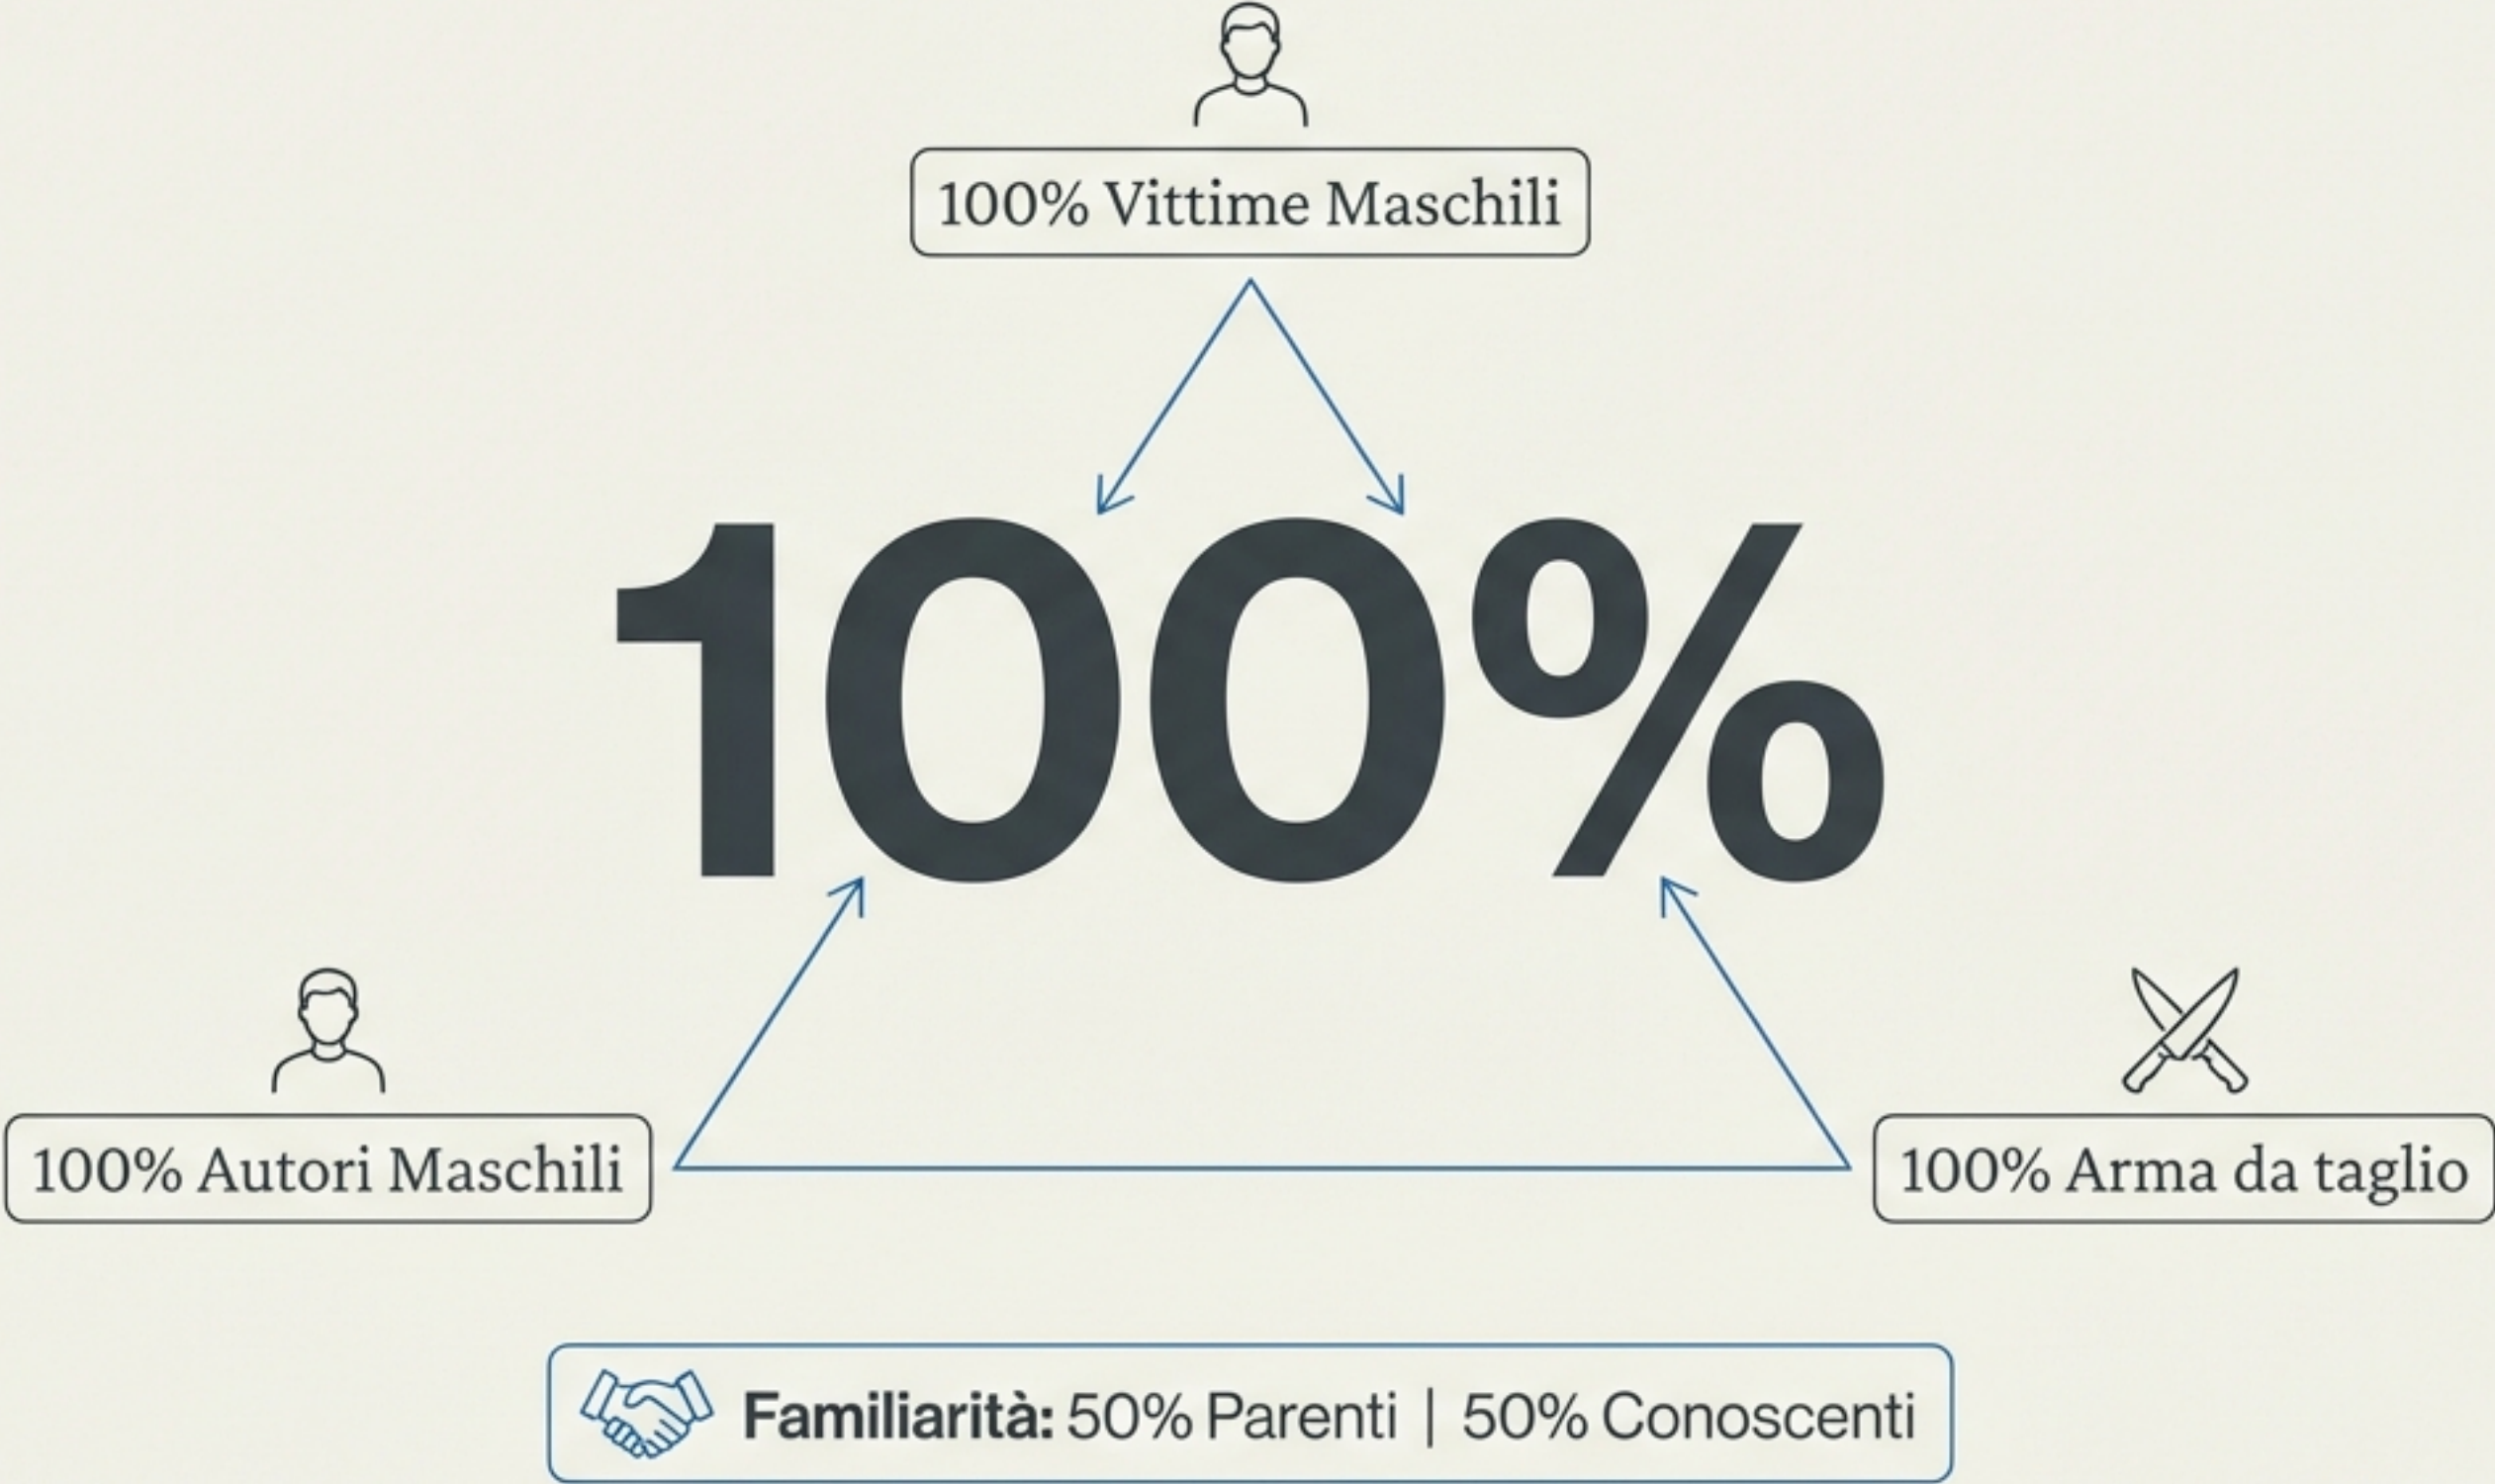 100% Vittime Maschili
100%
100% Autori Maschili
100% Arma da taglio
Familiarità: 50% Parenti | 50% Conoscenti